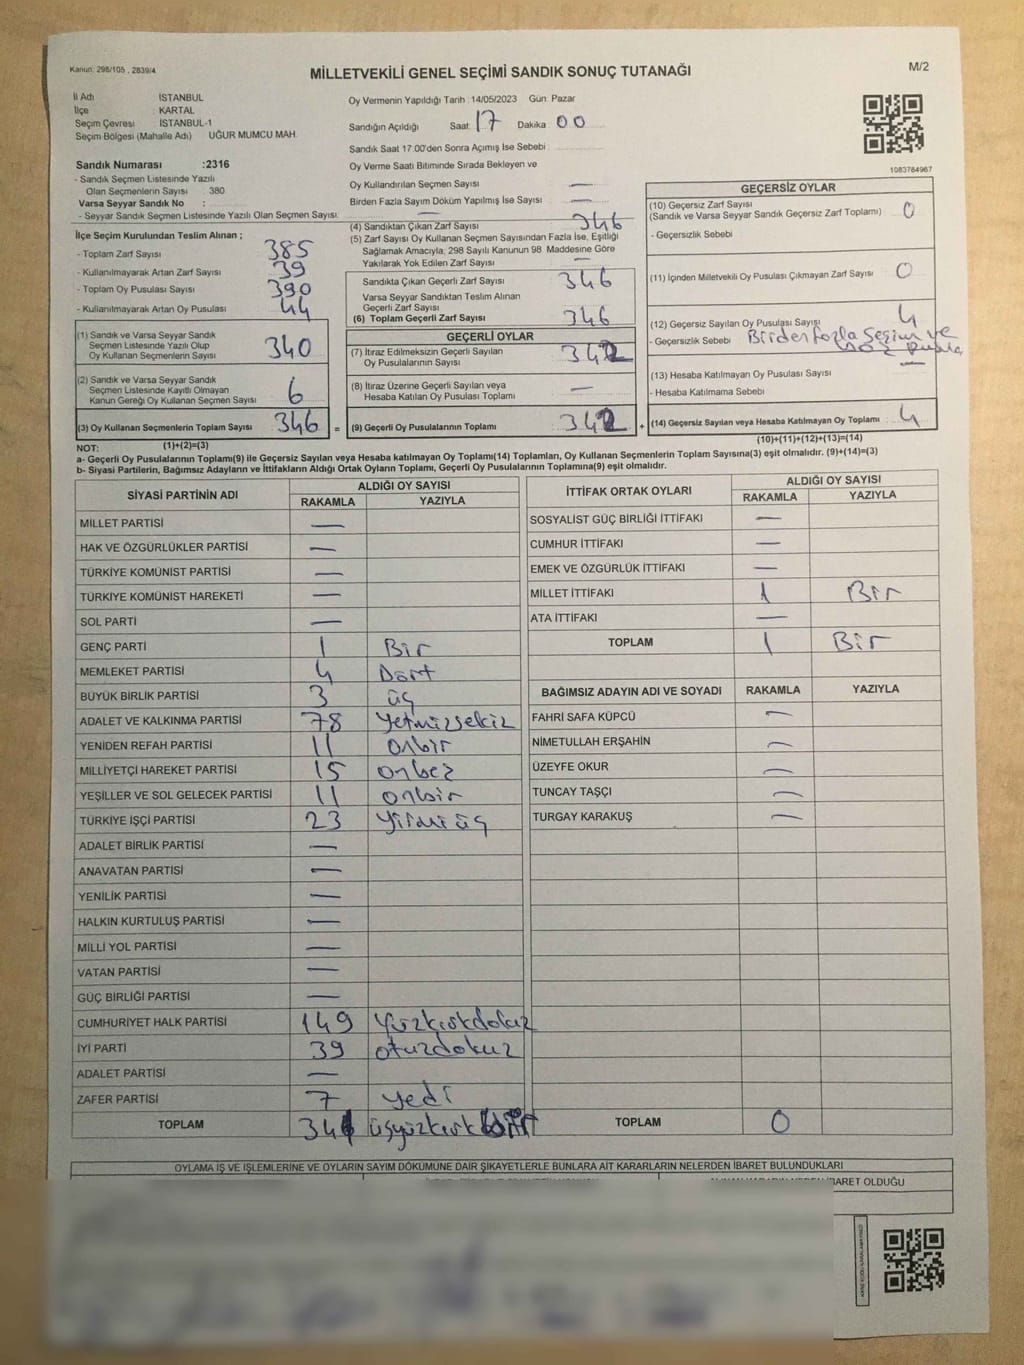 Kanun: 298/105 , 2839/4
MİLLETVEKİLİ GENEL SEÇİMİ SANDIK SONUÇ TUTANAĞI
M/2
İl Adı İSTANBUL
İlçe KARTAL
Seçim Çevresi İSTANBUL-1
Seçim Bölgesi (Mahalle Adı) UĞUR MUMCU MAH.
Sandık Numarası :2316
- Sandık Seçmen Listesinde Yazılı
Olan Seçmenlerin Sayısı 380
Varsa Seyyar Sandık No :
- Seyyar Sandık Seçmen Listesinde Yazılı Olan Seçmen Sayısı: —
Oy Vermenin Yapıldığı Tarih :14/05/2023 Gün: Pazar
Sandığın Açıldığı Saat: 17 Dakika 00
Sandık Saat 17:00'den Sonra Açılmış İse Sebebi
Oy Verme Saati Bitiminde Sırada Bekleyen ve
Oy Kullandırılan Seçmen Sayısı —
Birden Fazla Sayım Döküm Yapılmış İse Sayısı —
1083784967
İlçe Seçim Kurulundan Teslim Alınan ;
- Toplam Zarf Sayısı 385
- Kullanılmayarak Artan Zarf Sayısı 39
- Toplam Oy Pusulası Sayısı 390
- Kullanılmayarak Artan Oy Pusulası 44
(1) Sandık ve Varsa Seyyar Sandık
Seçmen Listesinde Yazılı Olup
Oy Kullanan Seçmenlerin Sayısı 340
(2) Sandık ve Varsa Seyyar Sandık
Seçmen Listesinde Kayıtlı Olmayan
Kanun Gereği Oy Kullanan Seçmen Sayısı 6
(3) Oy Kullanan Seçmenlerin Toplam Sayısı 346 =
(1)+(2)=(3)
(4) Sandıktan Çıkan Zarf Sayısı 346
(5) Zarf Sayısı Oy Kullanan Seçmen Sayısından Fazla İse, Eşitliği
Sağlamak Amacıyla, 298 Sayılı Kanunun 98. Maddesine Göre
Yakılarak Yok Edilen Zarf Sayısı —
Sandıkta Çıkan Geçerli Zarf Sayısı 346
Varsa Seyyar Sandıktan Teslim Alınan
Geçerli Zarf Sayısı
(6) Toplam Geçerli Zarf Sayısı 346
GEÇERLİ OYLAR
(7) İtiraz Edilmeksizin Geçerli Sayılan
Oy Pusulalarının Sayısı 342
(8) İtiraz Üzerine Geçerli Sayılan veya
Hesaba Katılan Oy Pusulası Toplamı —
(9) Geçerli Oy Pusulalarının Toplamı 342 +
GEÇERSİZ OYLAR
(10) Geçersiz Zarf Sayısı 0
(Sandık ve Varsa Seyyar Sandık Geçersiz Zarf Toplamı)
- Geçersizlik Sebebi
(11) İçinden Milletvekili Oy Pusulası Çıkmayan Zarf Sayısı 0
(12) Geçersiz Sayılan Oy Pusulası Sayısı 4
- Geçersizlik Sebebi Birden fazla seçim ve
(13) Hesaba Katılmayan Oy Pusulası Sayısı —
- Hesaba Katılmama Sebebi
(14) Geçersiz Sayılan veya Hesaba Katılmayan Oy Toplamı 4
(10)+(11)+(12)+(13)=(14)
NOT:
a- Geçerli Oy Pusulalarının Toplamı(9) ile Geçersiz Sayılan veya Hesaba katılmayan Oy Toplamı(14) Toplamları, Oy Kullanan Seçmenlerin Toplam Sayısına(3) eşit olmalıdır. (9)+(14)=(3)
b- Siyasi Partilerin, Bağımsız Adayların ve İttifakların Aldığı Ortak Oyların Toplamı, Geçerli Oy Pusulalarının Toplamına(9) eşit olmalıdır.
SİYASİ PARTİNİN ADI ALDIĞI OY SAYISI
RAKAMLA YAZIYLA
MİLLET PARTİSİ —
HAK VE ÖZGÜRLÜKLER PARTİSİ —
TÜRKİYE KOMÜNİST PARTİSİ —
TÜRKİYE KOMÜNİST HAREKETİ —
SOL PARTİ —
GENÇ PARTİ 1 Bir
MEMLEKET PARTİSİ 4 Dört
BÜYÜK BİRLİK PARTİSİ 3 üç
ADALET VE KALKINMA PARTİSİ 78 Yetmişsekiz
YENİDEN REFAH PARTİSİ 11 onbir
MİLLİYETÇİ HAREKET PARTİSİ 15 onbeş
YEŞİLLER VE SOL GELECEK PARTİSİ 11 onbir
TÜRKİYE İŞÇİ PARTİSİ 23 Yirmi üç
ADALET BİRLİK PARTİSİ —
ANAVATAN PARTİSİ —
YENİLİK PARTİSİ —
HALKIN KURTULUŞ PARTİSİ —
MİLLİ YOL PARTİSİ —
VATAN PARTİSİ —
GÜÇ BİRLİĞİ PARTİSİ —
CUMHURİYET HALK PARTİSİ 149 Yüzkırkdokuz
İYİ PARTİ 39 otuzdokuz
ADALET PARTİSİ —
ZAFER PARTİSİ 7 yedi
TOPLAM 341 üçyüzkırkbir
İTTİFAK ORTAK OYLARI ALDIĞI OY SAYISI
RAKAMLA YAZIYLA
SOSYALİST GÜÇ BİRLİĞİ İTTİFAKI —
CUMHUR İTTİFAKI —
EMEK VE ÖZGÜRLÜK İTTİFAKI —
MİLLET İTTİFAKI 1 Bir
ATA İTTİFAKI —
TOPLAM 1 Bir
BAĞIMSIZ ADAYIN ADI VE SOYADI RAKAMLA YAZIYLA
FAHRİ SAFA KÜPCÜ —
NİMETULLAH ERŞAHİN —
ÜZEYFE OKUR —
TUNCAY TAŞÇI —
TURGAY KARAKUŞ —
TOPLAM 0
OYLAMA İŞ VE İŞLEMLERİNE VE OYLARIN SAYIM DÖKÜMÜNE DAİR ŞİKAYETLERLE BUNLARA AİT KARARLARIN NELERDEN İBARET BULUNDUKLARI
OLDUĞU